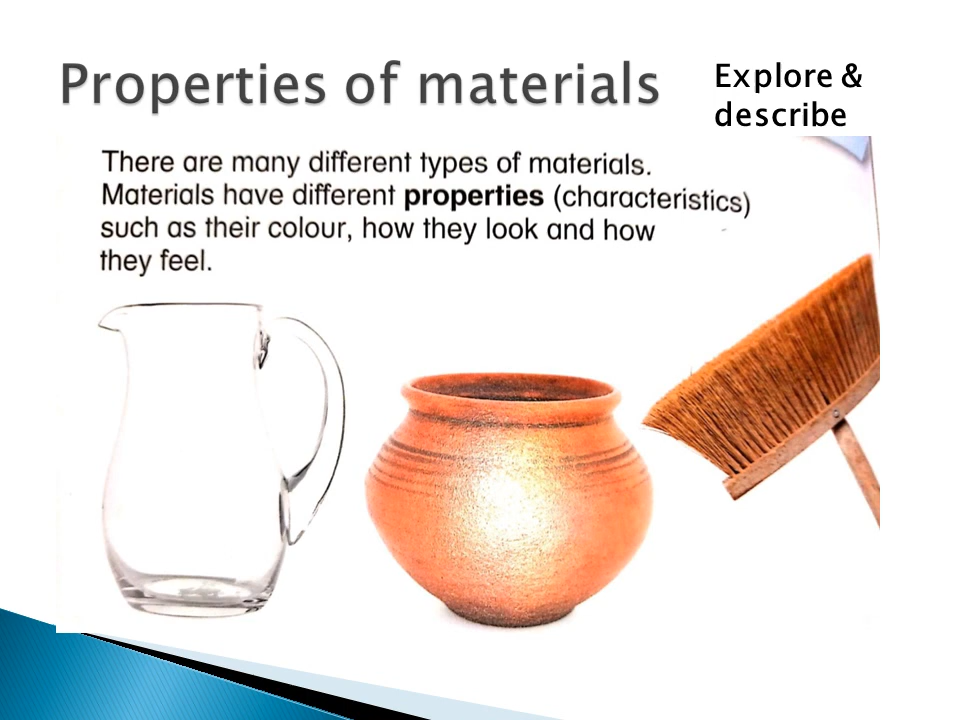 Properties of materials
Explore &
describe
There are many different types of materials.
Materials have different properties (characteristics)
such as their colour, how they look and how
they feel.